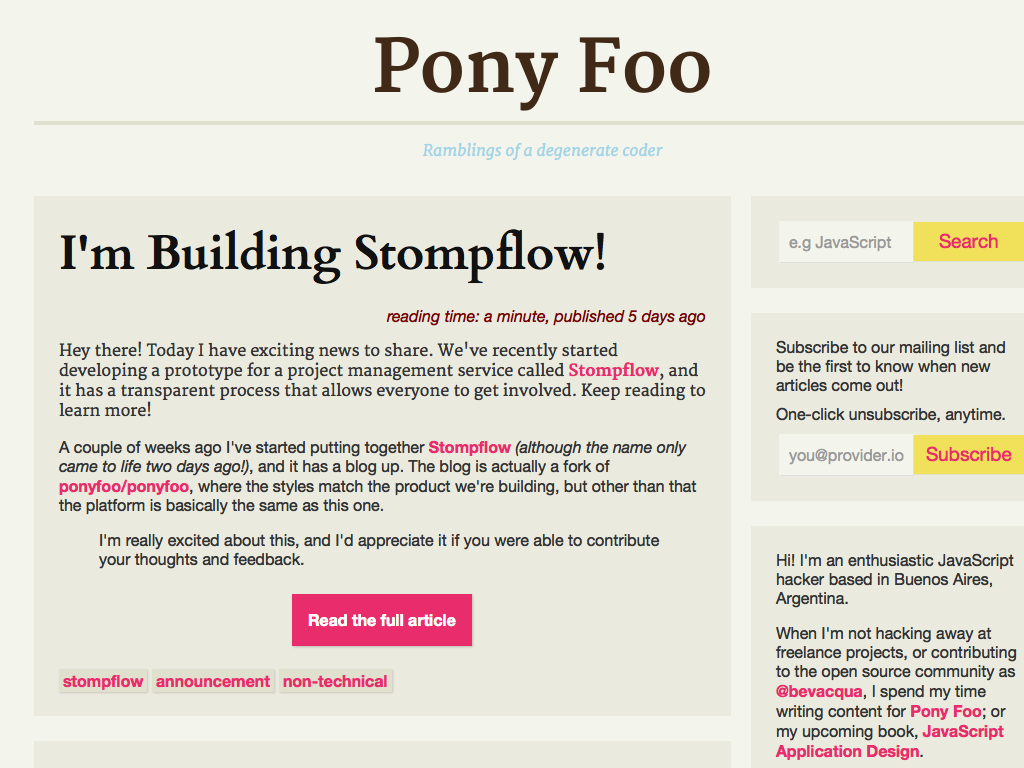 Pony Foo
Ramblings of a degenerate coder
I'm Building Stompflow!
reading time: a minute, published 5 days ago
Hey there! Today I have exciting news to share. We've recently started
developing a prototype for a project management service called Stompflow, and
it has a transparent process that allows everyone to get involved. Keep reading to
learn more!
A couple of weeks ago I've started putting together Stompflow (although the name only
came to life two days ago!), and it has a blog up. The blog is actually a fork of
ponyfoo/ponyfoo, where the styles match the product we're building, but other than that
the platform is basically the same as this one.
I'm really excited about this, and I'd appreciate it if you were able to contribute
your thoughts and feedback.
Read the full article
stompflow announcement non-technical
e.g JavaScript Search
Subscribe to our mailing list and
be the first to know when new
articles come out!
One-click unsubscribe, anytime.
you@provider.io Subscribe
Hi! I'm an enthusiastic JavaScript
hacker based in Buenos Aires,
Argentina.
When I'm not hacking away at
freelance projects, or contributing
to the open source community as
@bevacqua, I spend my time
writing content for Pony Foo; or
my upcoming book, JavaScript
Application Design.